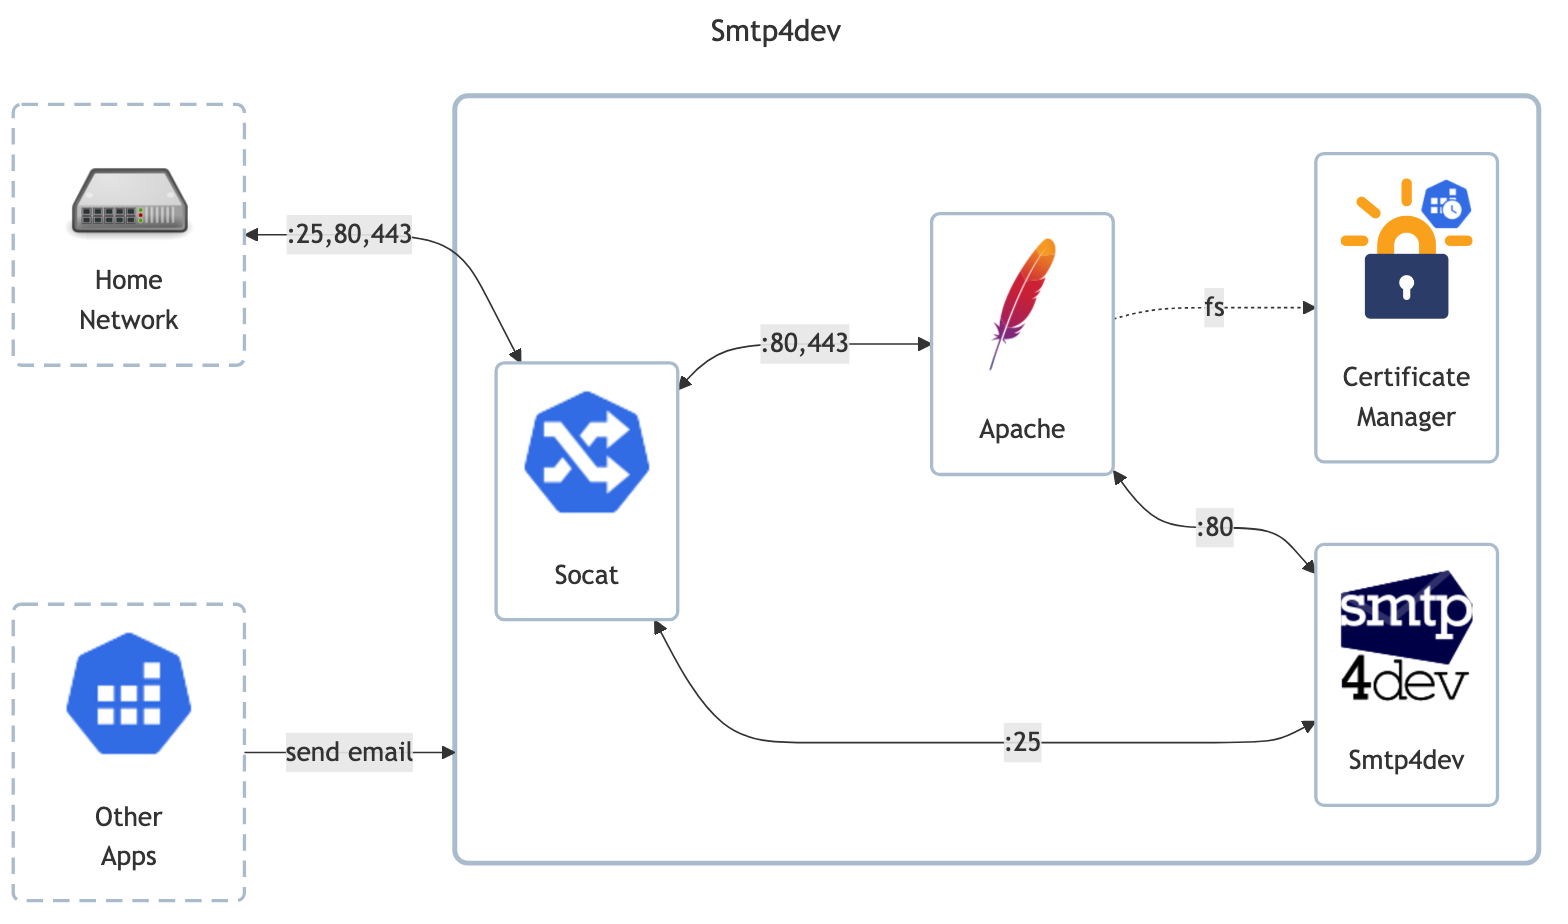 Smtp4dev
Home
Network
:25,80,443
Socat
:80,443
Apache
fs
Certificate
Manager
:80
smtp
4dev
Smtp4dev
:25
Other
Apps
send email